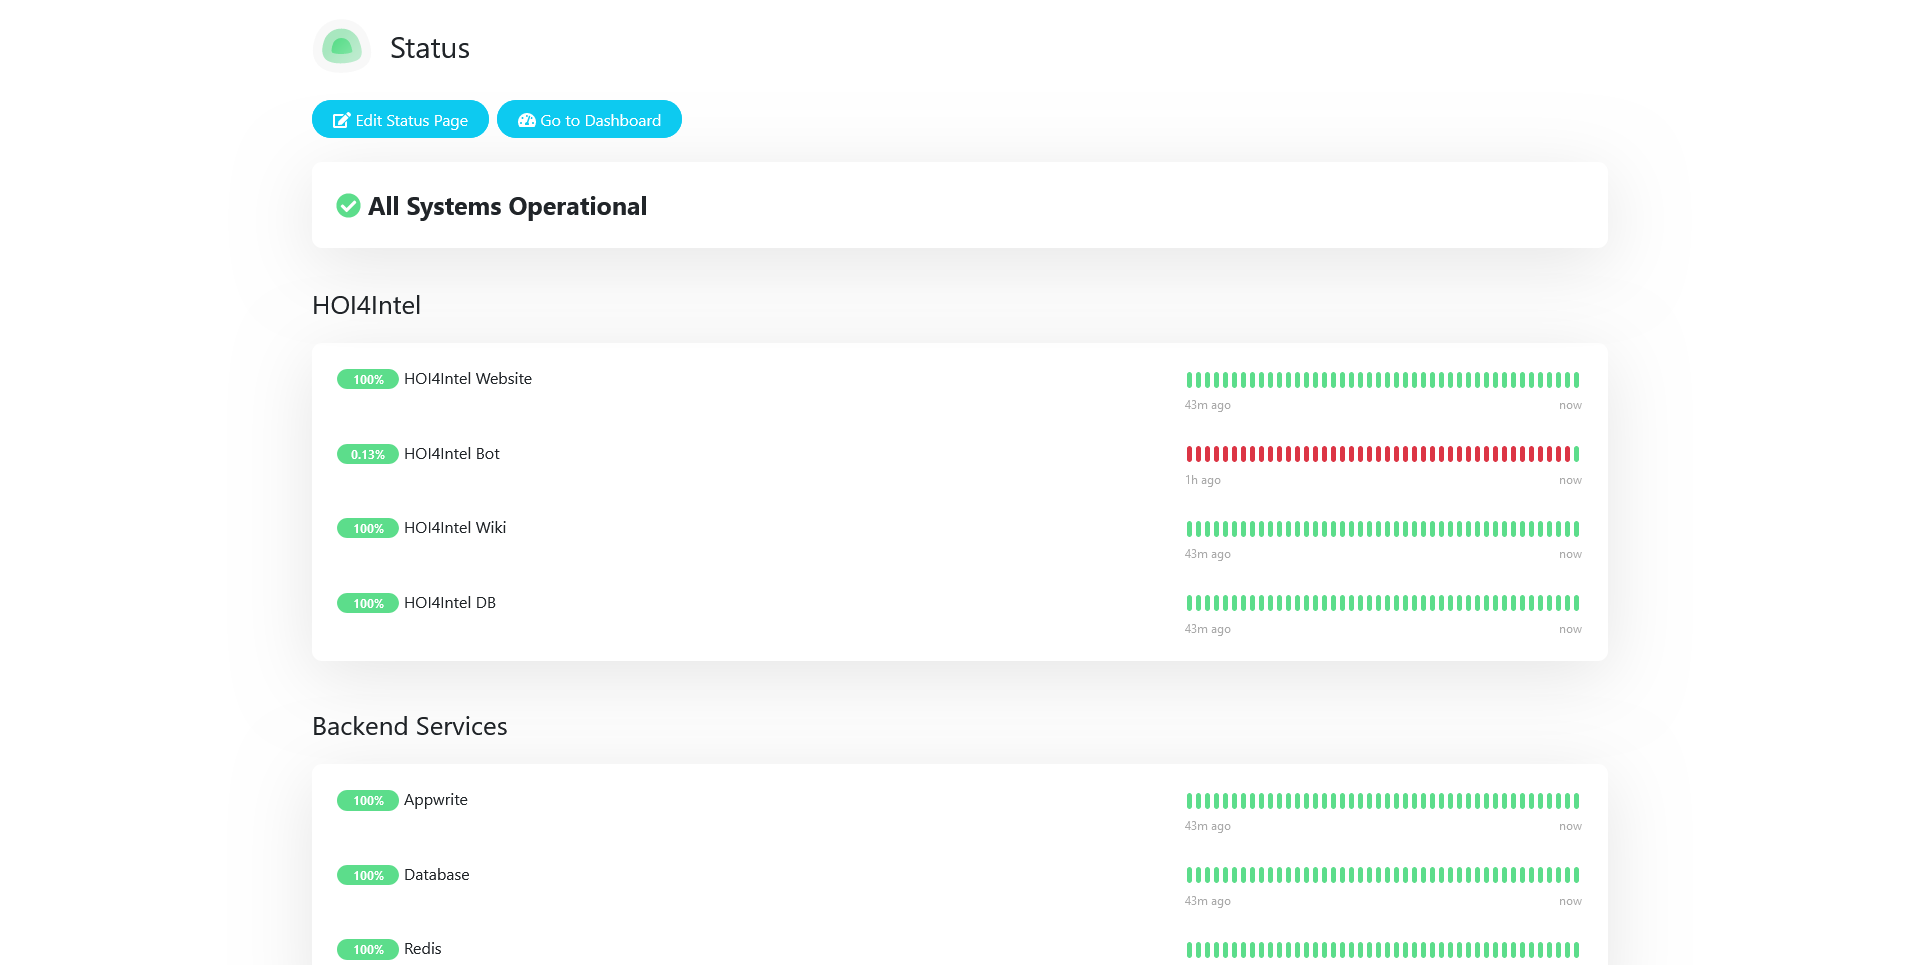 Status
Edit Status Page Go to Dashboard
All Systems Operational
HOI4Intel
100% HOI4Intel Website
43m ago now
0.13% HOI4Intel Bot
1h ago now
100% HOI4Intel Wiki
43m ago now
100% HOI4Intel DB
43m ago now
Backend Services
100% Appwrite
43m ago now
100% Database
43m ago now
100% Redis